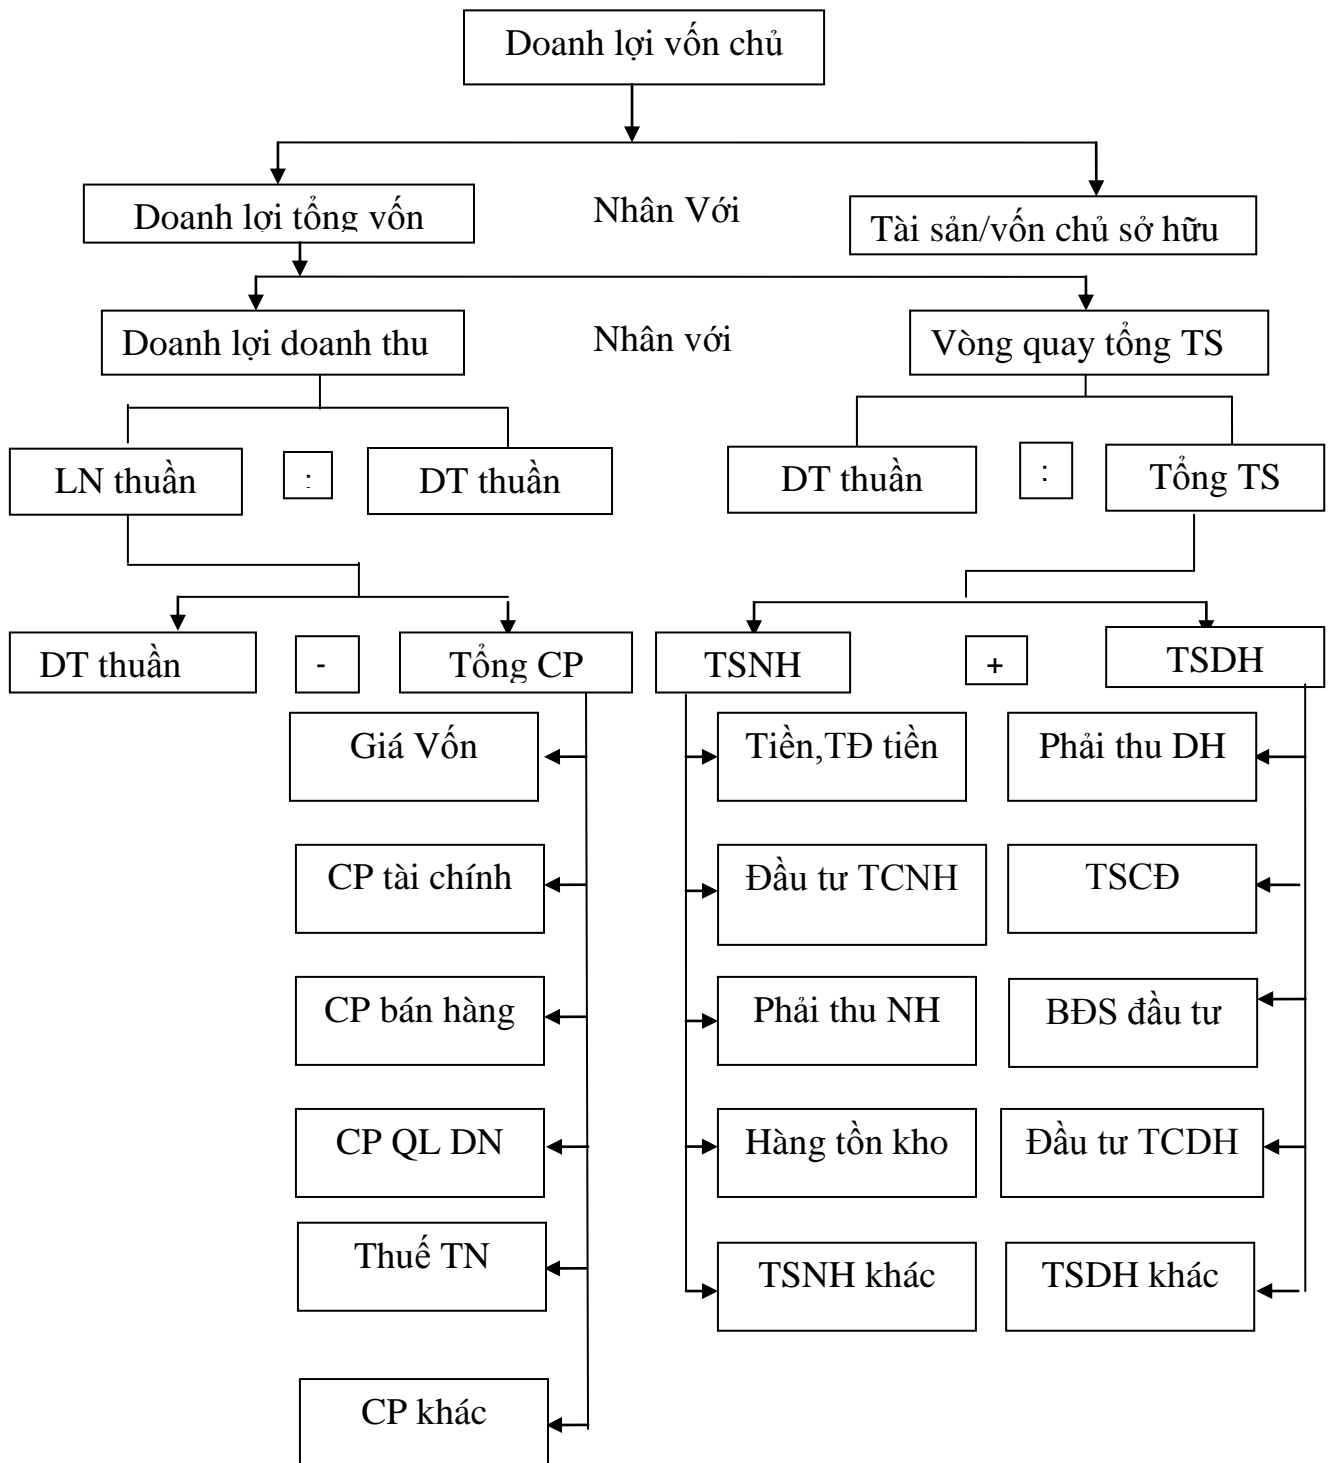 Doanh lợi vốn chủ
Doanh lợi tổng vốn
Nhân Với
Tài sản/vốn chủ sở hữu
Doanh lợi doanh thu
Nhân với
Vòng quay tổng TS
LN thuần
:
DT thuần
DT thuần
:
Tổng TS
DT thuần
-
Tổng CP
TSNH
+
TSDH
Giá Vốn
Tiền,TĐ tiền
Phải thu DH
CP tài chính
Đầu tư TCNH
TSCĐ
CP bán hàng
Phải thu NH
BĐS đầu tư
CP QL DN
Hàng tồn kho
Đầu tư TCDH
Thuế TN
TSNH khác
TSDH khác
CP khác